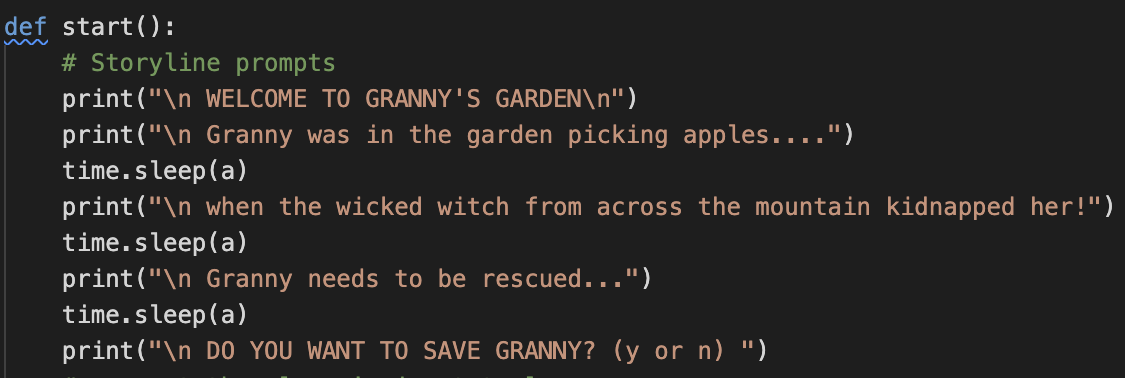 def start():
    # Storyline prompts
    print("\n WELCOME TO GRANNY'S GARDEN\n")
    print("\n Granny was in the garden picking apples....")
    time.sleep(a)
    print("\n when the wicked witch from across the mountain kidnapped her!")
    time.sleep(a)
    print("\n Granny needs to be rescued...")
    time.sleep(a)
    print("\n DO YOU WANT TO SAVE GRANNY? (y or n) ")